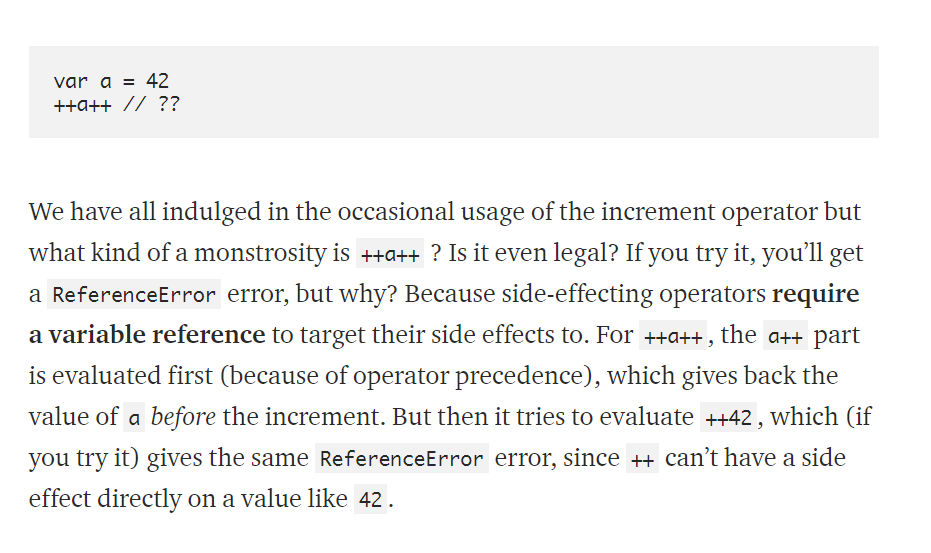 var a = 42
++a++ // ??
We have all indulged in the occasional usage of the increment operator but
what kind of a monstrosity is ++a++ ? Is it even legal? If you try it, you’ll get
a ReferenceError error, but why? Because side-effecting operators require
a variable reference to target their side effects to. For ++a++, the a++ part
is evaluated first (because of operator precedence), which gives back the
value of a before the increment. But then it tries to evaluate ++42, which (if
you try it) gives the same ReferenceError error, since ++ can’t have a side
effect directly on a value like 42.